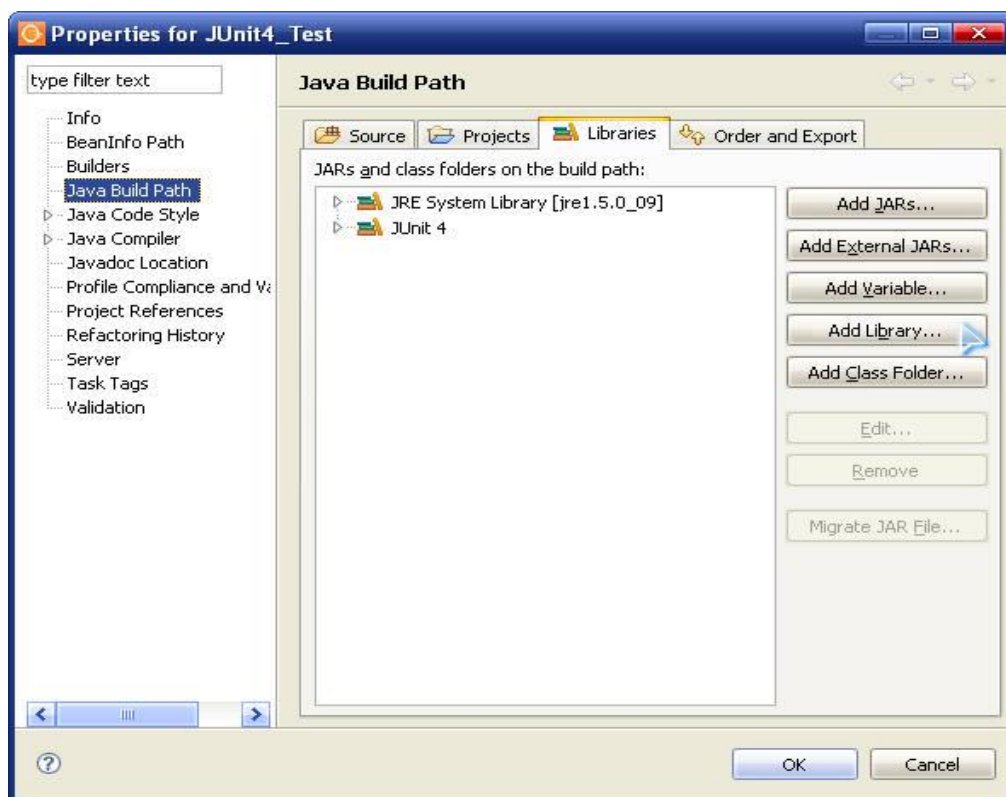 Properties for JUnit4_Test
type filter text
Info
BeanInfo Path
Builders
Java Build Path
Java Code Style
Java Compiler
Javadoc Location
Profile Compliance and Va
Project References
Refactoring History
Server
Task Tags
Validation
Java Build Path
Source Projects Libraries Order and Export
JARs and class folders on the build path:
JRE System Library [jre1.5.0_09]
JUnit 4
Add JARs...
Add External JARs...
Add Variable...
Add Library...
Add Class Folder...
Edit...
Remove
Migrate JAR File...
OK Cancel